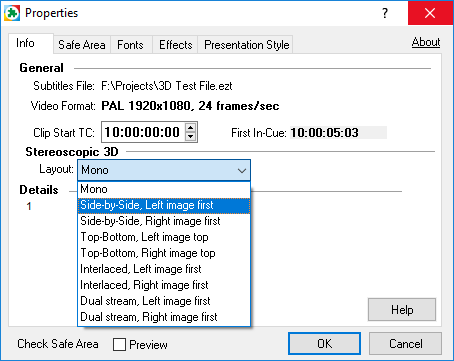 Properties
Info Safe Area Fonts Effects Presentation Style About
General
Subtitles File: F:\Projects\3D Test File.ezt
Video Format: PAL 1920x1080, 24 frames/sec
Clip Start TC: 10:00:00:00 First In-Cue: 10:00:05:03
Stereoscopic 3D
Layout: Mono
Mono
Details
1
Side-by-Side, Left image first
Side-by-Side, Right image first
Top-Bottom, Left image top
Top-Bottom, Right image top
Interlaced, Left image first
Interlaced, Right image first
Dual stream, Left image first
Dual stream, Right image first
Help
Check Safe Area Preview OK Cancel